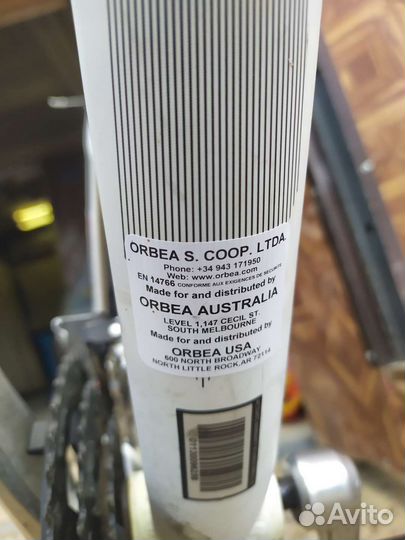 ORBEA S. COOP. LTDA.
Phone: +34 943 171950
Web: www.orbea.com
EN 14766 CONFORME AUX EXIGENCES DE SÉCURITÉ
Made for and distributed by
ORBEA AUSTRALIA
LEVEL 1,147 CECIL ST.
SOUTH MELBOURNE
Made for and distributed by
ORBEA USA
600 NORTH BROADWAY
NORTH LITTLE ROCK,AR 72114
Avito